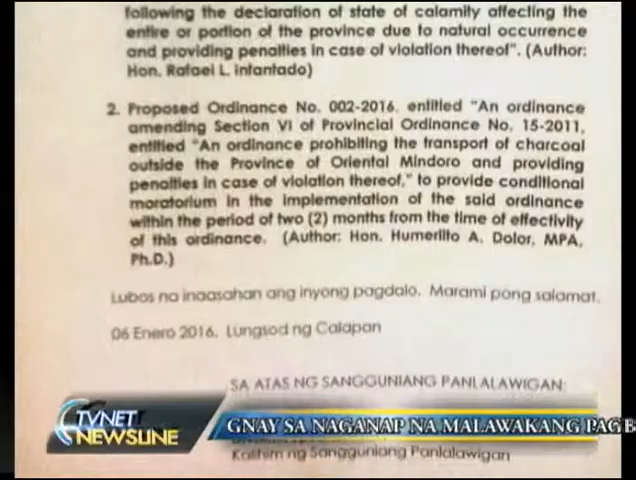 following the declaration of state of calamity affecting the
entire or portion of the province due to natural occurrence
and providing penalties in case of violation thereof". (Author:
Hon. Rafael L. Infantado)
2. Proposed Ordinance No. 002-2016, entitled "An ordinance
amending Section VI of Provincial Ordinance No. 15-2011,
entitled "An ordinance prohibiting the transport of charcoal
outside the Province of Oriental Mindoro and providing
penalties in case of violation thereof," to provide conditional
moratorium in the implementation of the said ordinance
within the period of two (2) months from the time of effectivity
of this ordinance. (Author: Hon. Humerlito A. Dolor, MPA,
Ph.D.)
Lubos na inaasahan ang inyong pagdalo. Marami pong salamat.
06 Enero 2016, Lungsod ng Calapan
SA ATAS NG SANGGUNIANG PANLALAWIGAN:
TVNET
NEWSLINE
GNAY SA NAGANAP NA MALAWAKANG PAGB
Kalihim ng Sangguniang Panlalawigan